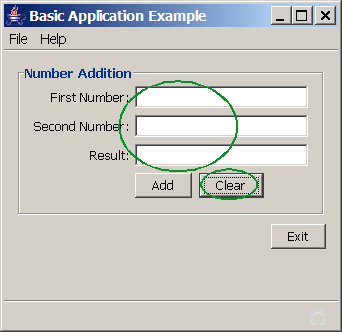 Basic Application Example
File Help
Number Addition
First Number:
Second Number:
Result:
Add Clear
Exit